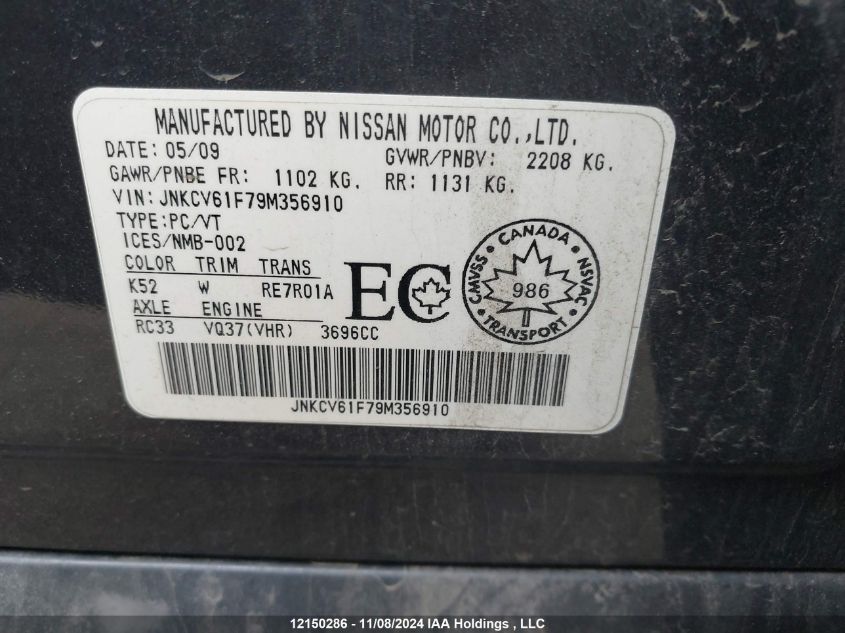 MANUFACTURED BY NISSAN MOTOR CO.,LTD.
DATE: 05/09 GVWR/PNBV: 2208 KG.
GAWR/PNBE FR: 1102 KG. RR: 1131 KG.
VIN: JNKCV61F79M356910
TYPE:PC/VT
ICES/NMB-002
COLOR TRIM TRANS
K52 W RE7R01A
AXLE ENGINE
RC33 VQ37(VHR) 3696CC
EC
CANADA
CMVSS • NSVAC
986
TRANSPORT
JNKCV61F79M356910
12150286 - 11/08/2024 IAA Holdings , LLC